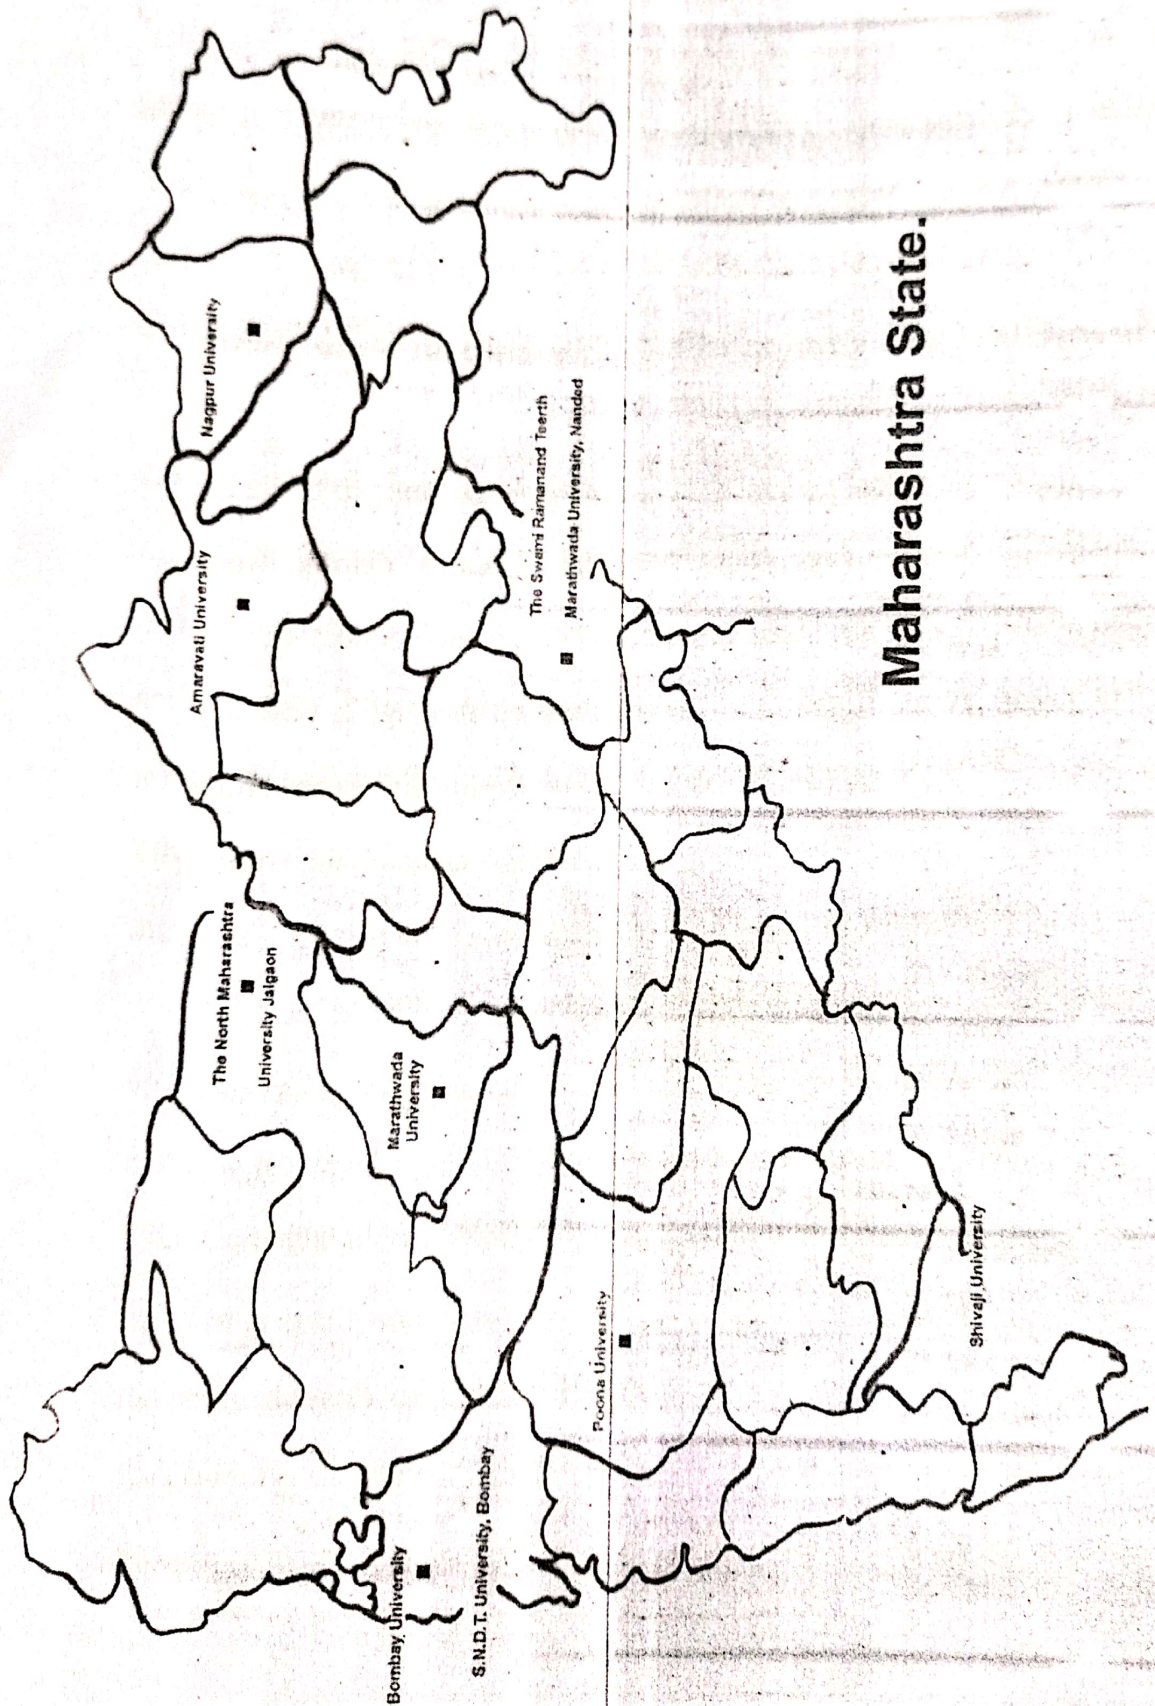 Nagpur University
Amaravati University
The North Maharashtra
University Jalgaon
Marathwada
University
The Swami Ramanand Teerth
Marathwada University, Nanded
Bombay University
S.N.D.T. University, Bombay
Poona University
Shivaji University
Maharashtra State.